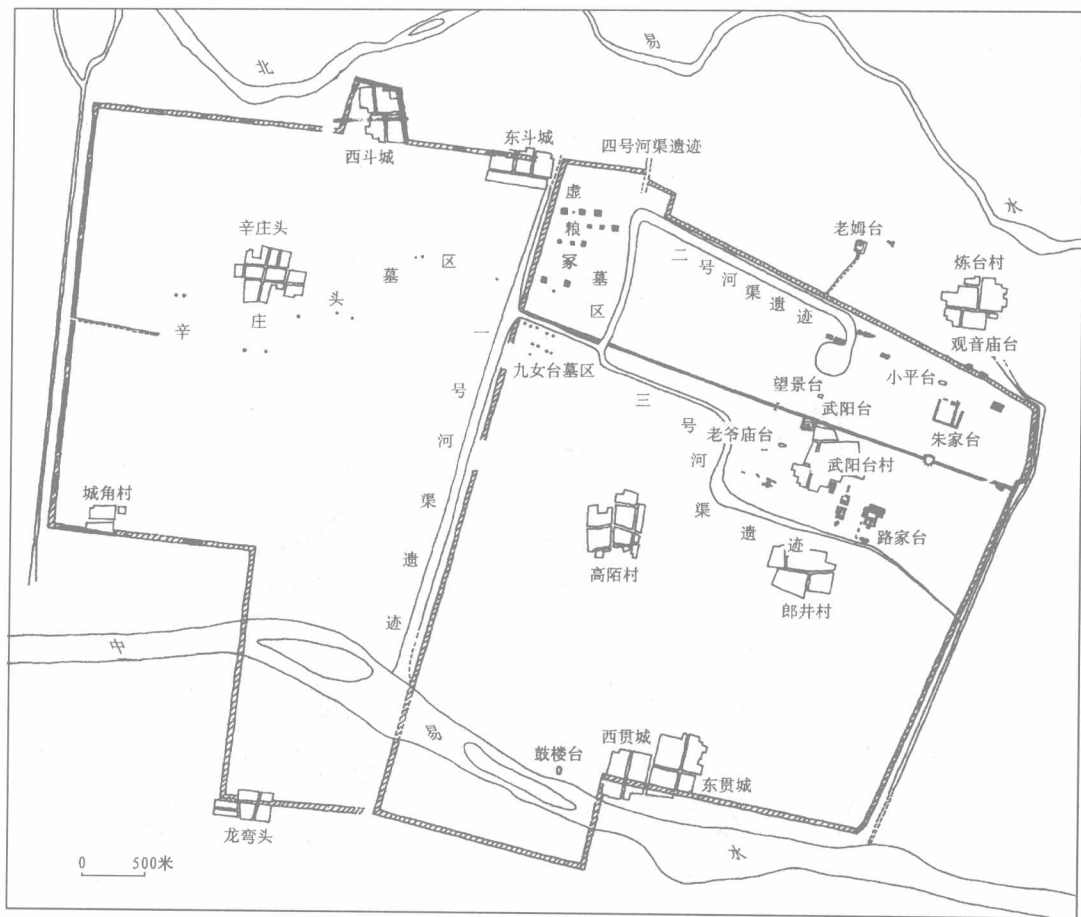 北易水
西斗城
东斗城
四号河渠遗迹
虚粮冢墓区
老姆台
炼台村
辛庄头
辛庄头墓区
二号河渠遗迹
观音庙台
小平台
朱家台
九女台墓区
望景台
武阳台
老爷庙台
武阳台村
一号河渠遗迹
三号河渠遗迹
路家台
城角村
高陌村
郎井村
中易水
鼓楼台
西贯城
东贯城
龙弯头
0 500米